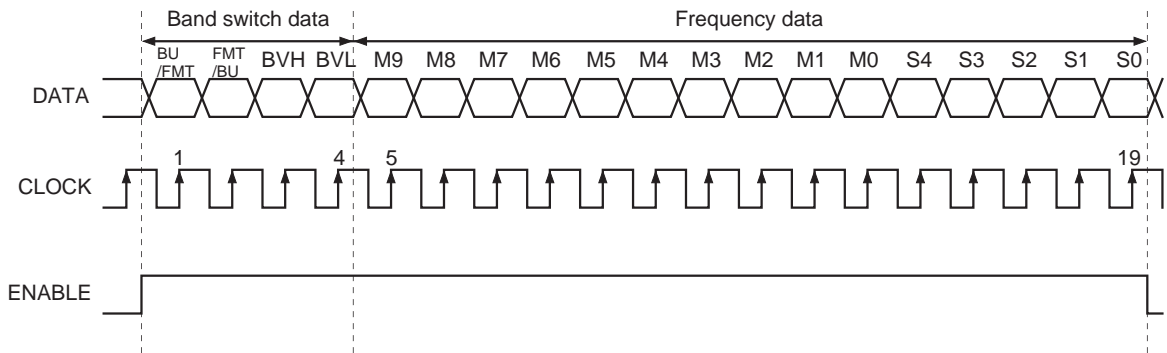 Band switch data Frequency data
BU /FMT FMT /BU BVH BVL M9 M8 M7 M6 M5 M4 M3 M2 M1 M0 S4 S3 S2 S1 S0
DATA
1 4 5 19
CLOCK
ENABLE